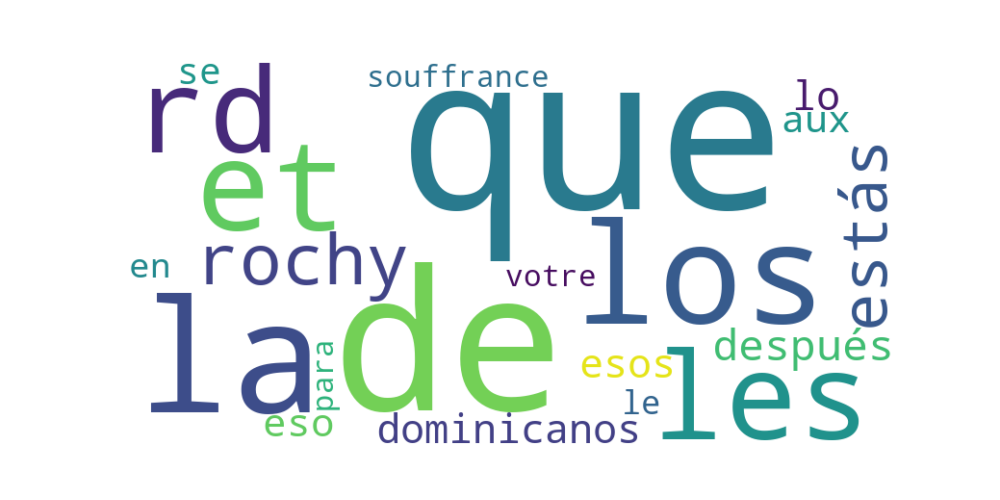 se
souffrance
que
lo
rd
aux
et
estás
rochy
los
en
votre
la
de
después
para
esos
les
le
eso
dominicanos